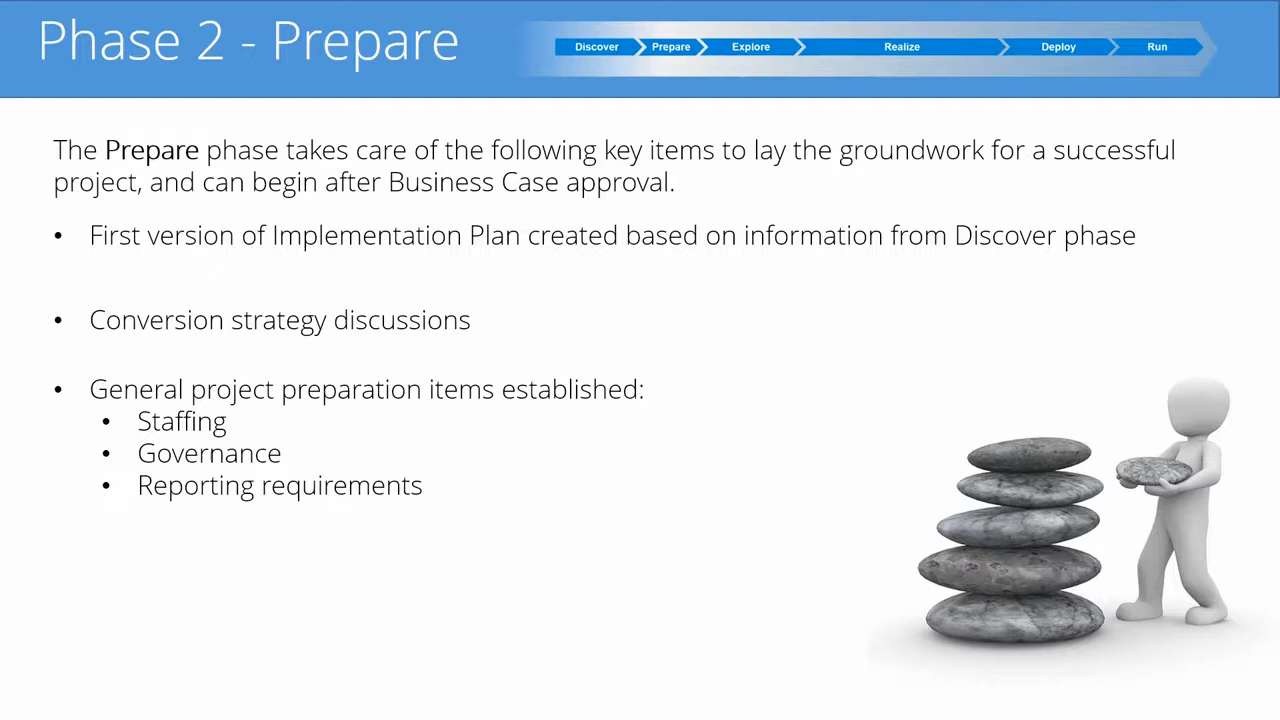 Phase 2 - Prepare
Discover
Prepare
Explore
Realize
Deploy
Run
The Prepare phase takes care of the following key items to lay the groundwork for a successful
project, and can begin after Business Case approval.
• First version of Implementation Plan created based on information from Discover phase
• Conversion strategy discussions
• General project preparation items established:
• Staffing
• Governance
• Reporting requirements